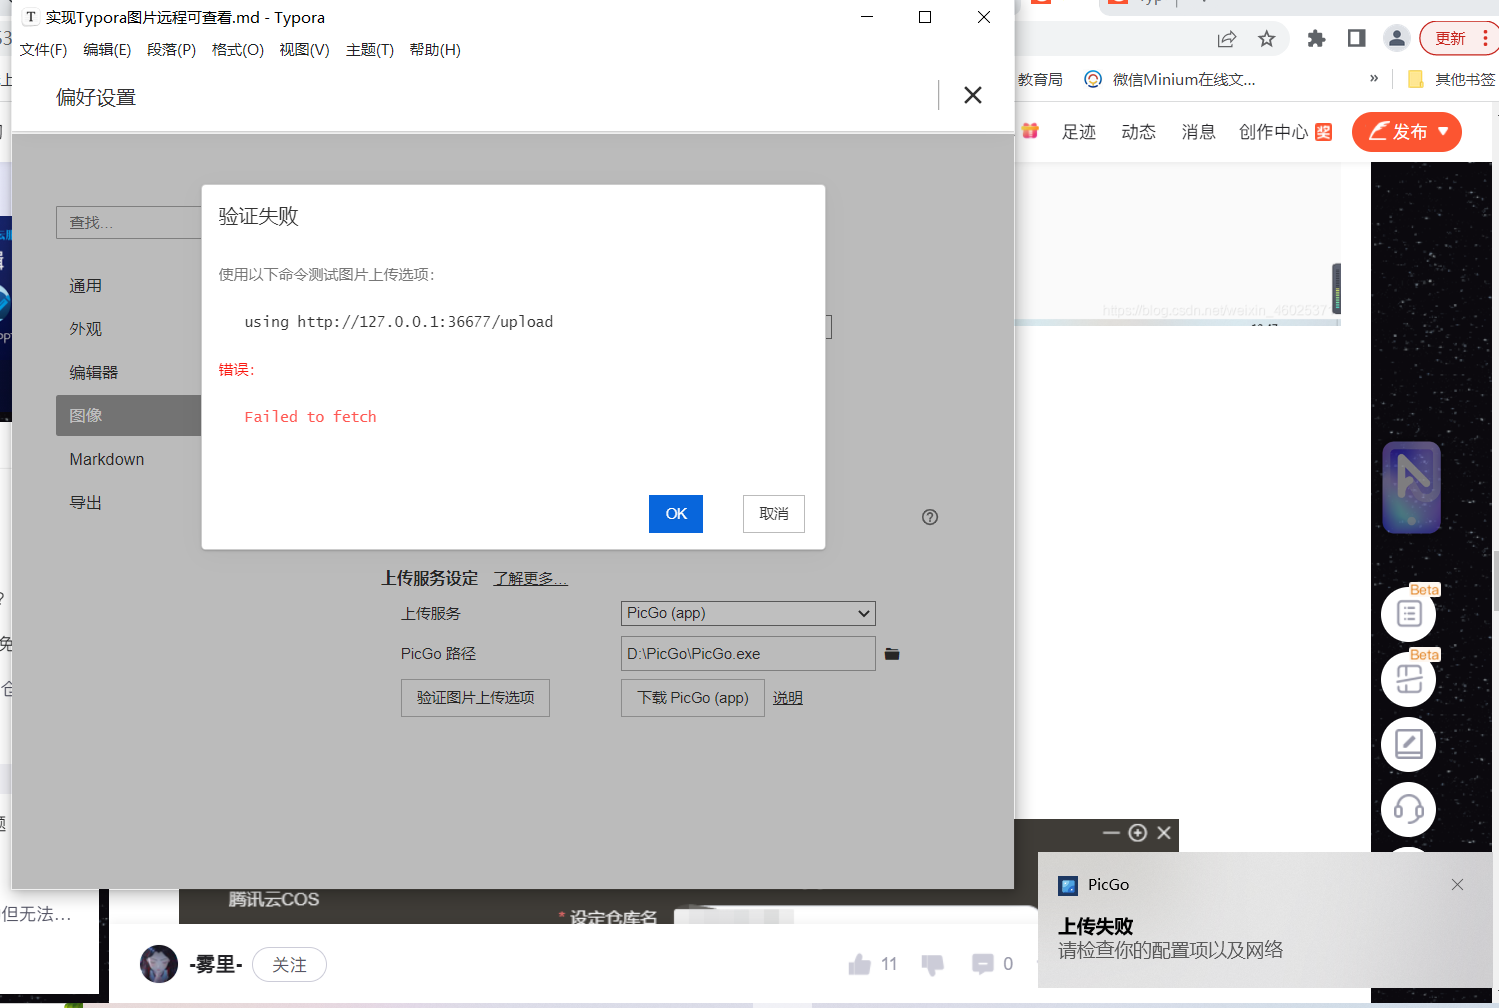 实现Typora图片远程可查看.md - Typora
文件(F) 编辑(E) 段落(P) 格式(O) 视图(V) 主题(T) 帮助(H)
更新
教育局 微信Minium在线文... » 其他书签
偏好设置
足迹 动态 消息 创作中心 奖 发布
查找...
通用
外观
编辑器
图像
Markdown
导出
验证失败
使用以下命令测试图片上传选项:
using http://127.0.0.1:36677/upload
错误:
Failed to fetch
OK 取消
https://blog.csdn.net/weixin_4602537
上传服务设定 了解更多...
上传服务 PicGo (app)
PicGo 路径 D:\PicGo\PicGo.exe
验证图片上传选项 下载 PicGo (app) 说明
Beta
Beta
腾讯云COS
* 设定仓库名
但无法...
-雾里- 关注 11 0
PicGo
上传失败
请检查你的配置项以及网络